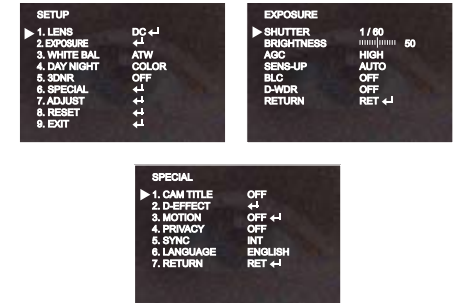 SETUP
1. LENS DC ↵
2. EXPOSURE ↵
3. WHITE BAL ATW
4. DAY NIGHT COLOR
5. 3DNR OFF
6. SPECIAL ↵
7. ADJUST ↵
8. RESET ↵
9. EXIT ↵
EXPOSURE
SHUTTER 1 / 60
BRIGHTNESS 50
AGC HIGH
SENS-UP AUTO
BLC OFF
D-WDR OFF
RETURN RET ↵
SPECIAL
1. CAM TITLE OFF
2. D-EFFECT ↵
3. MOTION OFF ↵
4. PRIVACY OFF
5. SYNC INT
6. LANGUAGE ENGLISH
7. RETURN RET ↵